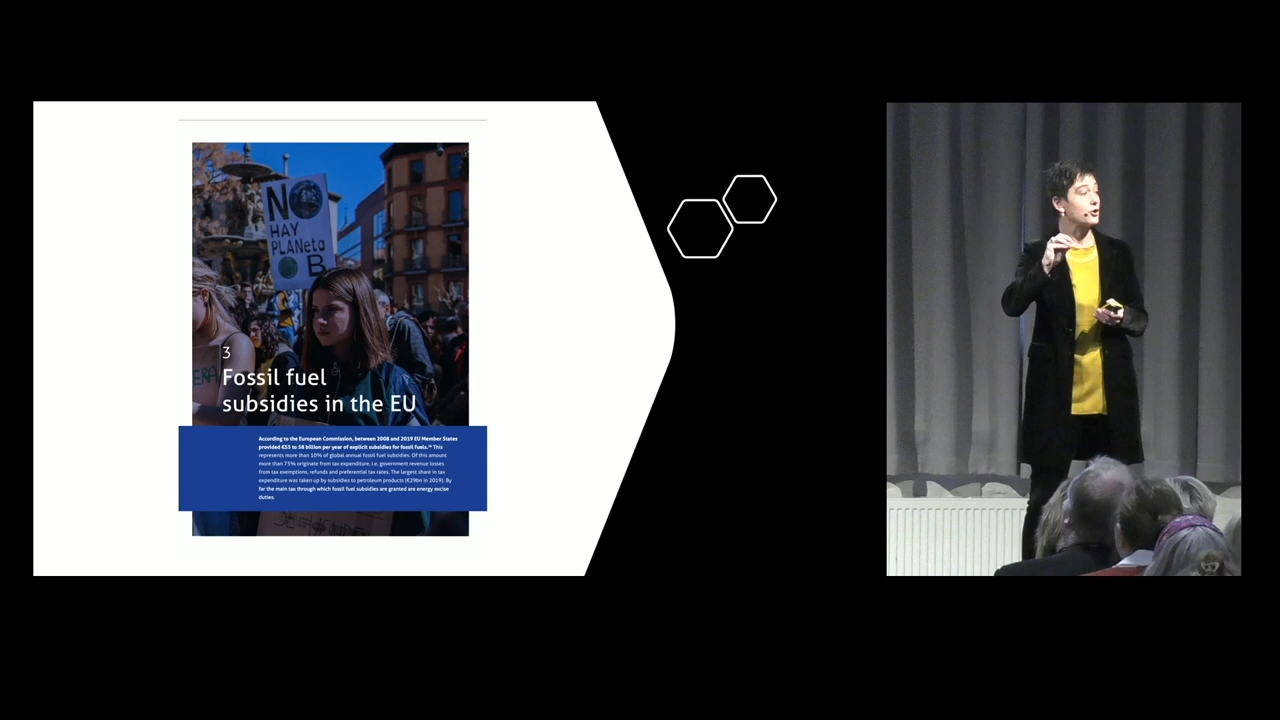 NO
HAY
PLANeta
B
ERA
3
Fossil fuel
subsidies in the EU
According to the European Commission, between 2008 and 2019 EU Member States
provided €55 to 58 billion per year of explicit subsidies for fossil fuels.³⁶ This
represents more than 10% of global annual fossil fuel subsidies. Of this amount
more than 75% originate from tax expenditure, i.e. government revenue losses
from tax exemptions, refunds and preferential tax rates. The largest share in tax
expenditure was taken up by subsidies to petroleum products (€29bn in 2019). By
far the main tax through which fossil fuel subsidies are granted are energy excise
duties.